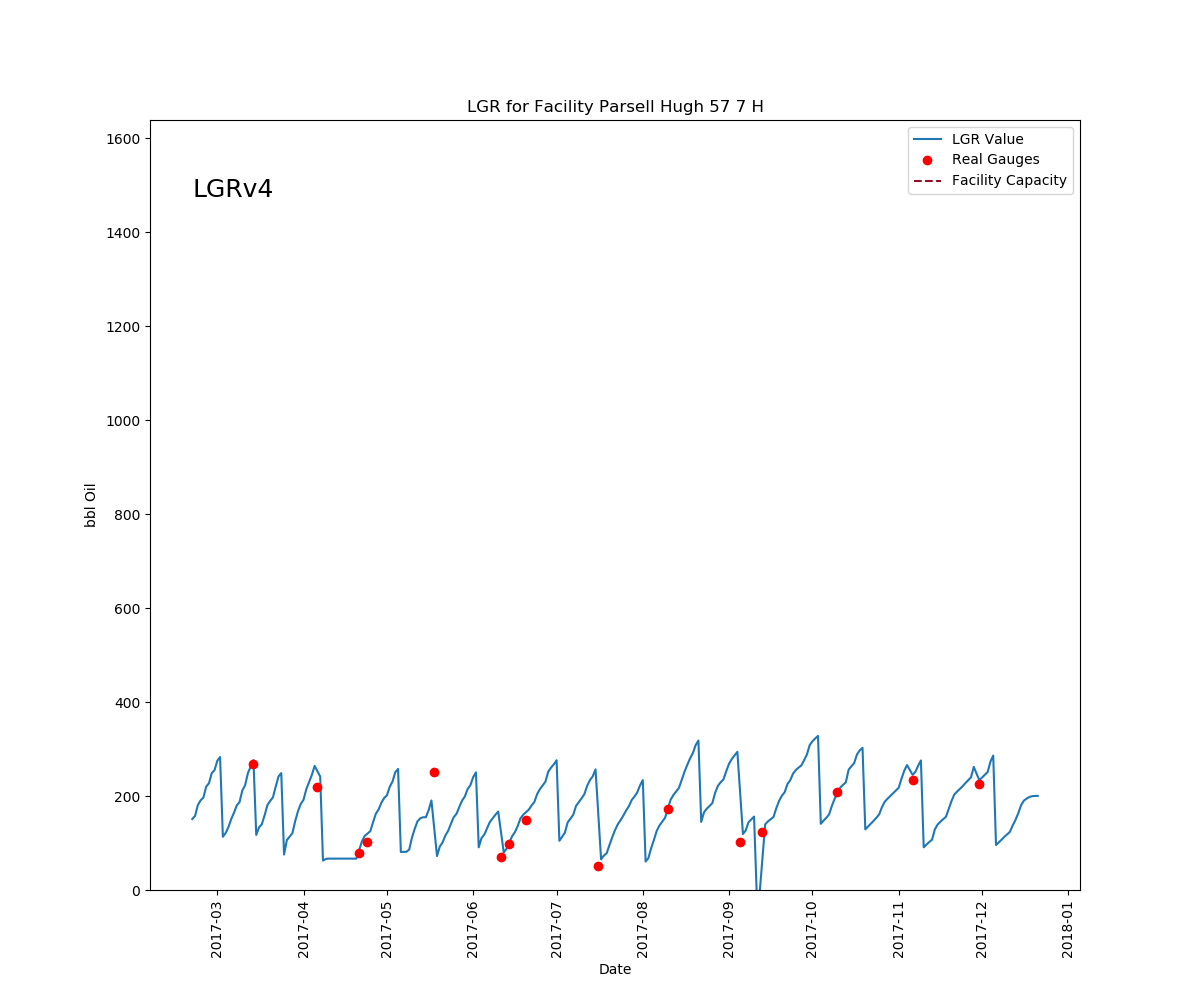 LGR for Facility Parsell Hugh 57 7 H
LGRv4
LGR Value
Real Gauges
Facility Capacity
1600
1400
1200
1000
800
600
400
200
0
bbl Oil
2017-03
2017-04
2017-05
2017-06
2017-07
2017-08
2017-09
2017-10
2017-11
2017-12
2018-01
Date